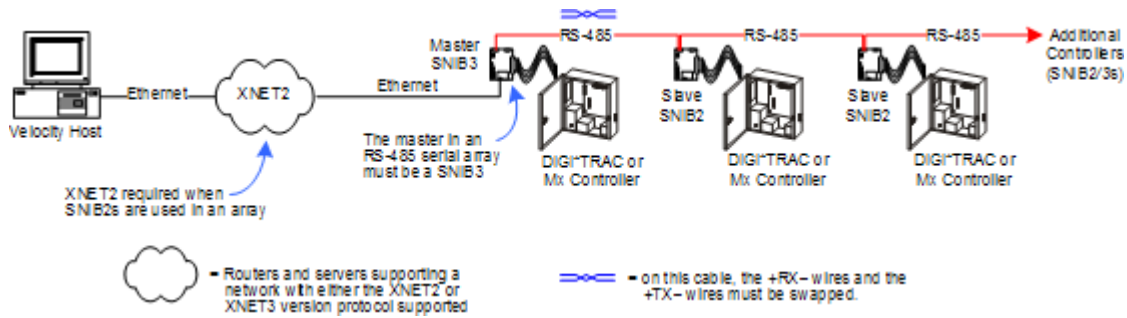 Velocity Host
Ethernet
XNET2
Ethernet
Master
SNIB3
RS-485
RS-485
RS-485
Additional
Controllers
(SNIB2/3s)
Slave
SNIB2
Slave
SNIB2
The master in an
RS-485 serial array
must be a SNIB3
DIGI*TRAC or
Mx Controller
DIGI*TRAC or
Mx Controller
DIGI*TRAC or
Mx Controller
XNET2 required when
SNIB2s are used in an array
= Routers and servers supporting a
network with either the XNET2 or
XNET3 version protocol supported
= on this cable, the +RX– wires and the
+TX– wires must be swapped.